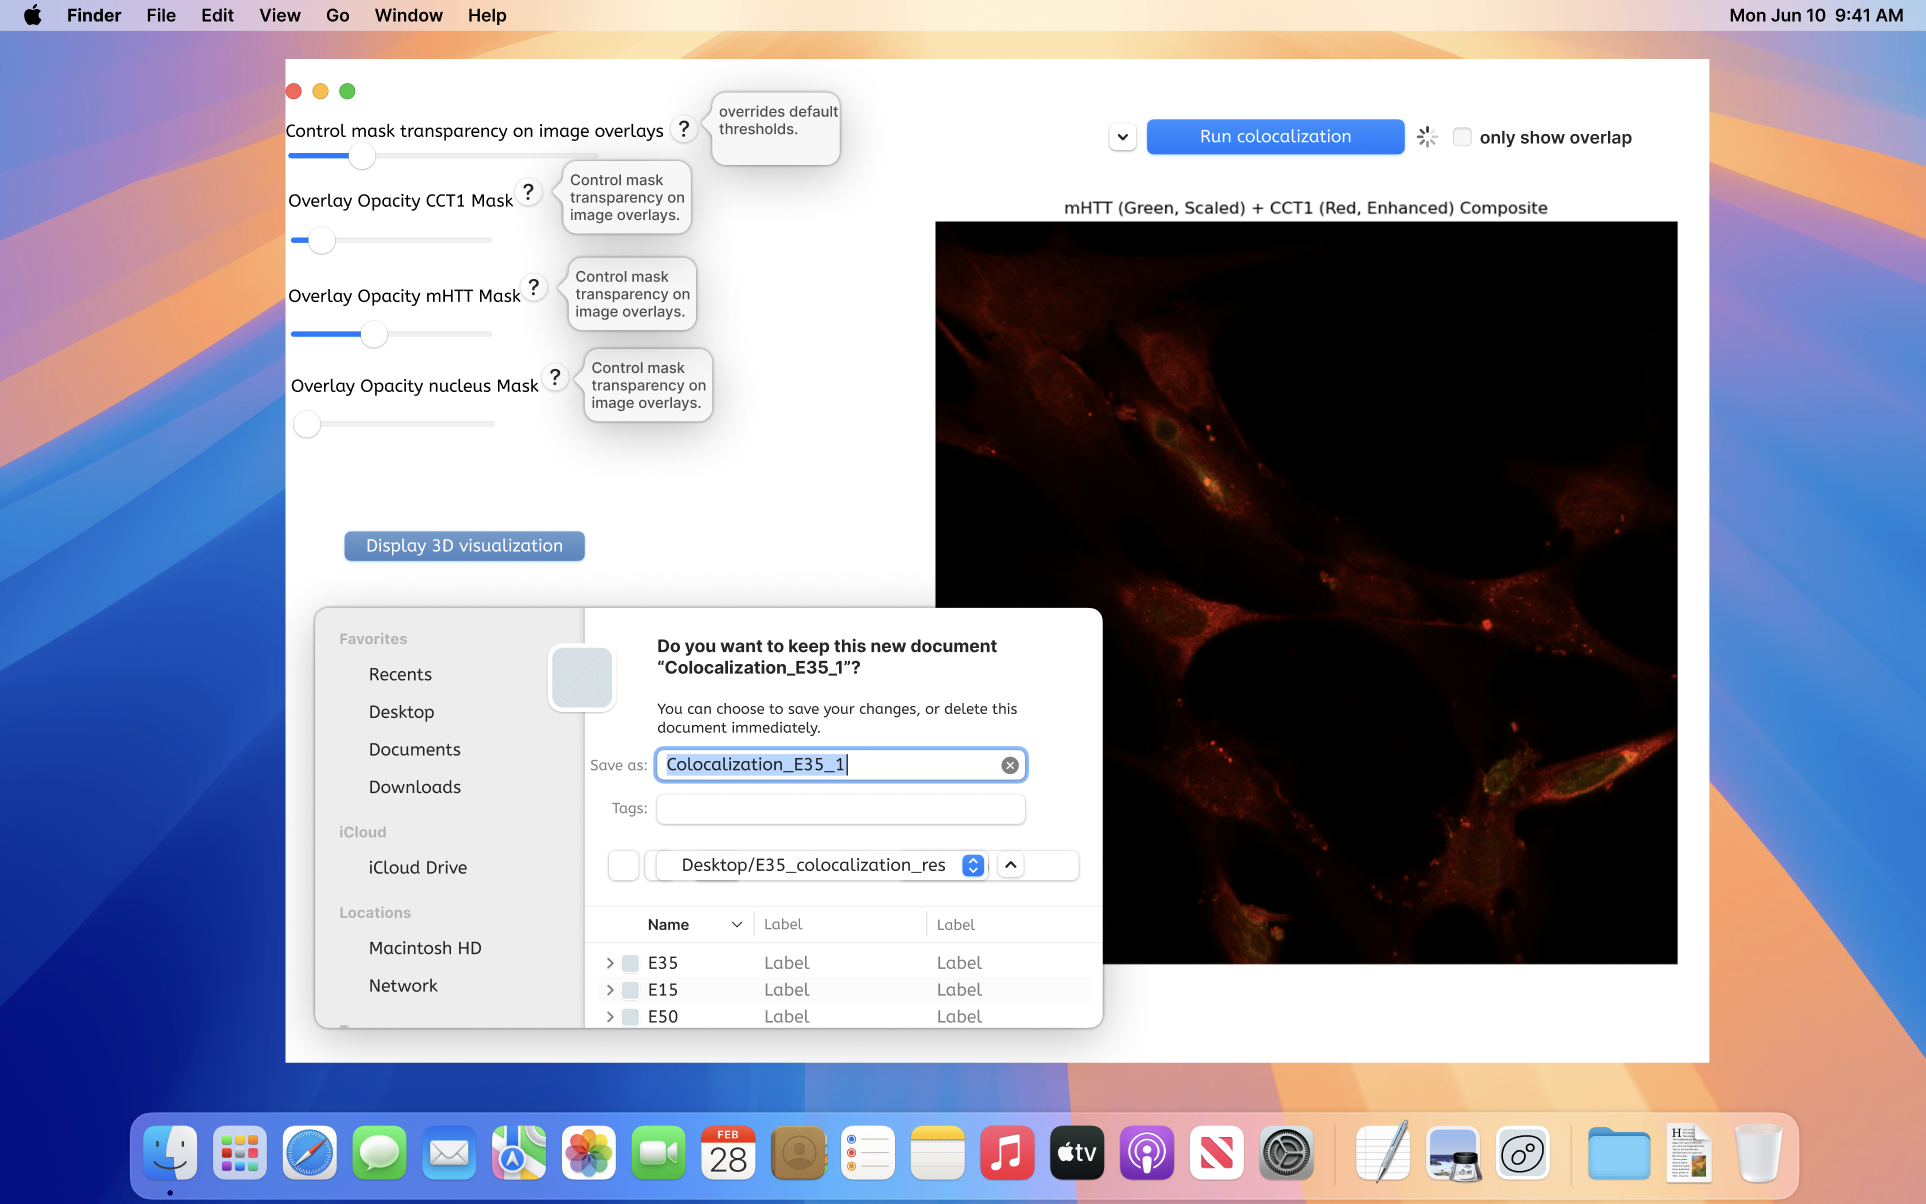 Finder File Edit View Go Window Help Mon Jun 10 9:41 AM
Control mask transparency on image overlays ?
overrides default
thresholds.
Overlay Opacity CCT1 Mask ?
Control mask
transparency on
image overlays.
Overlay Opacity mHTT Mask ?
Control mask
transparency on
image overlays.
Overlay Opacity nucleus Mask ?
Control mask
transparency on
image overlays.
Display 3D visualization
Run colocalization only show overlap
mHTT (Green, Scaled) + CCT1 (Red, Enhanced) Composite
Favorites
Recents
Desktop
Documents
Downloads
iCloud
iCloud Drive
Locations
Macintosh HD
Network
Do you want to keep this new document
“Colocalization_E35_1”?
You can choose to save your changes, or delete this
document immediately.
Save as: Colocalization_E35_1
Tags:
Desktop/E35_colocalization_res
Name Label Label
E35 Label Label
E15 Label Label
E50 Label Label
FEB
28
tv